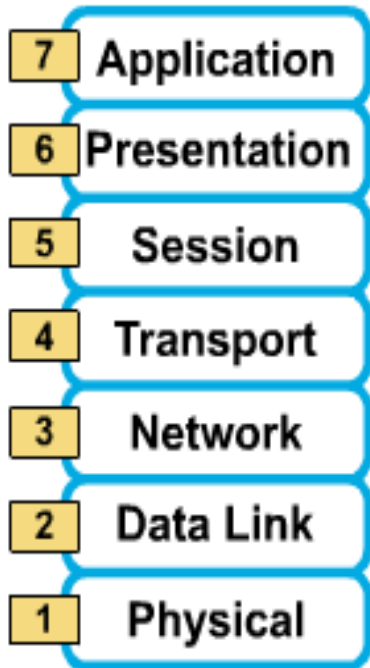 7 Application
6 Presentation
5 Session
4 Transport
3 Network
2 Data Link
1 Physical